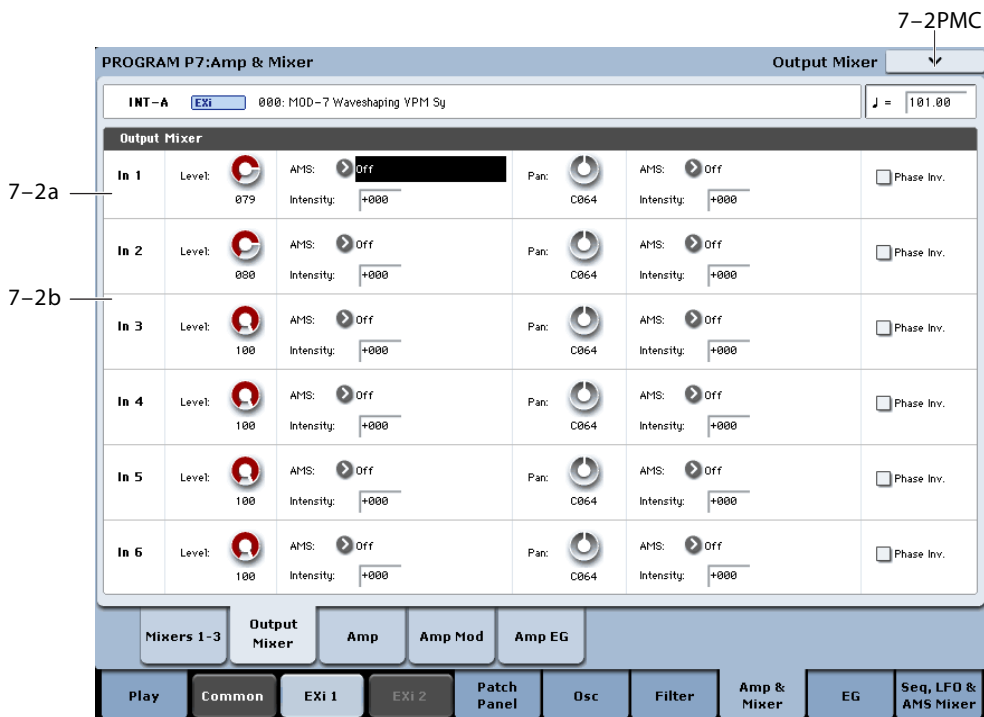 7–2PMC
PROGRAM P7:Amp & Mixer Output Mixer
INT-A EXi 000: MOD-7 Waveshaping VPM Sy ♩ = 101.00
Output Mixer
7–2a
In 1 Level: 079 AMS: Off Intensity: +000 Pan: C064 AMS: Off Intensity: +000 Phase Inv.
In 2 Level: 080 AMS: Off Intensity: +000 Pan: C064 AMS: Off Intensity: +000 Phase Inv.
7–2b
In 3 Level: 100 AMS: Off Intensity: +000 Pan: C064 AMS: Off Intensity: +000 Phase Inv.
In 4 Level: 100 AMS: Off Intensity: +000 Pan: C064 AMS: Off Intensity: +000 Phase Inv.
In 5 Level: 100 AMS: Off Intensity: +000 Pan: C064 AMS: Off Intensity: +000 Phase Inv.
In 6 Level: 100 AMS: Off Intensity: +000 Pan: C064 AMS: Off Intensity: +000 Phase Inv.
Mixers 1-3 Output Mixer Amp Amp Mod Amp EG
Play Common EXi 1 EXi 2 Patch Panel Osc Filter Amp & Mixer EG Seq, LFO & AMS Mixer